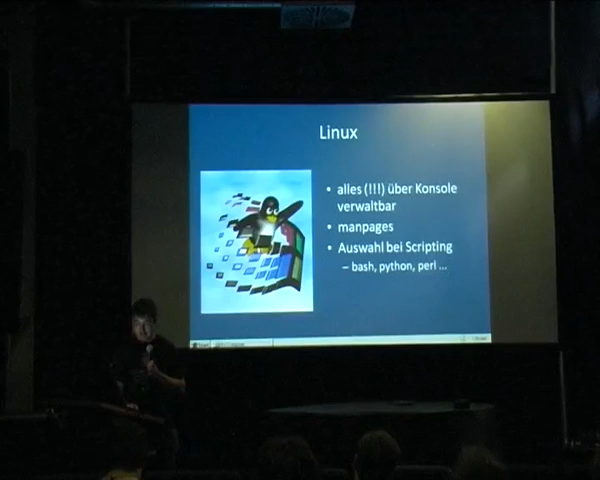 Linux
• alles (!!!) über Konsole
verwaltbar
• manpages
• Auswahl bei Scripting
– bash, python, perl ...